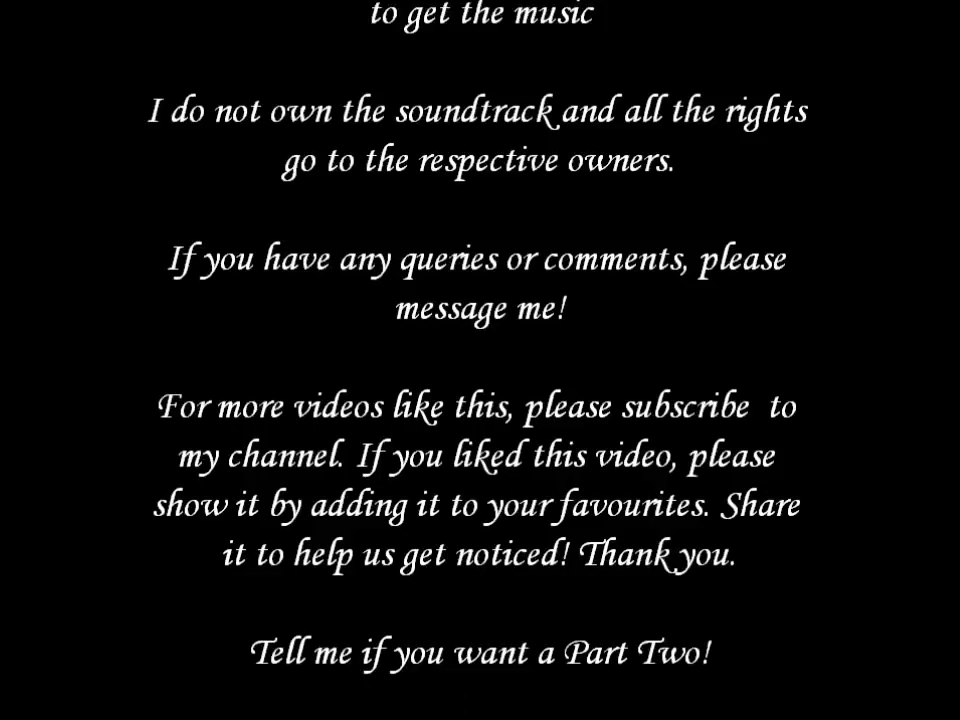 to get the music
I do not own the soundtrack and all the rights
go to the respective owners.
If you have any queries or comments, please
message me!
For more videos like this, please subscribe  to
my channel. If you liked this video, please
show it by adding it to your favourites. Share
it to help us get noticed! Thank you.
Tell me if you want a Part Two!